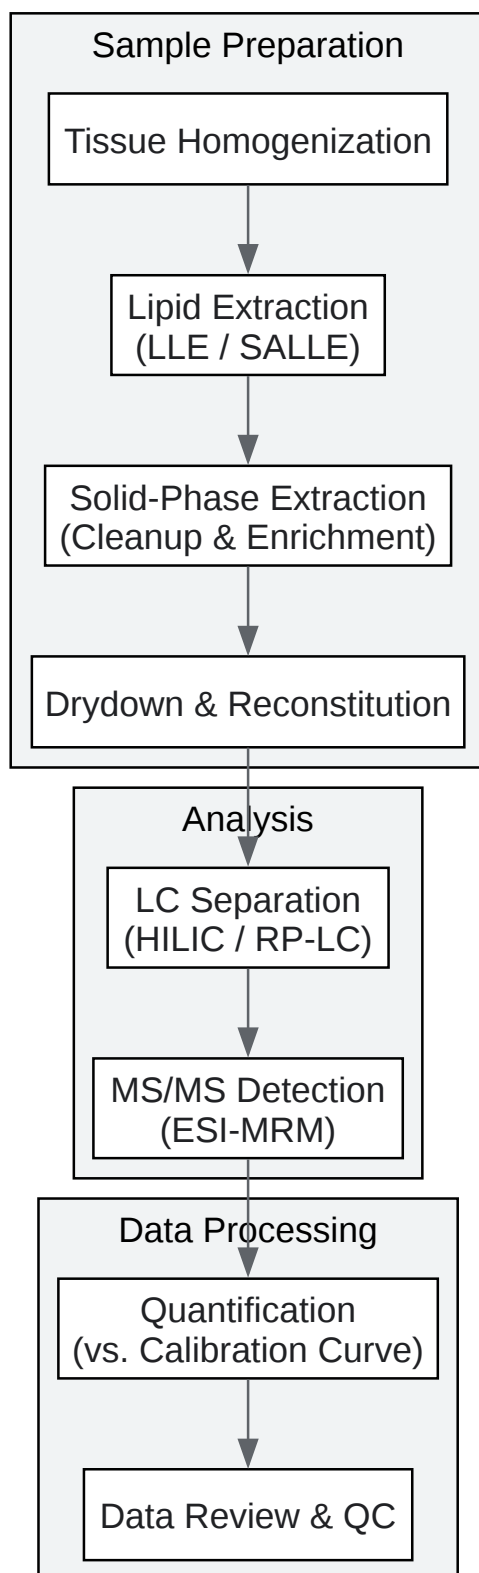 Sample Preparation
Tissue Homogenization
Lipid Extraction
(LLE / SALLE)
Solid-Phase Extraction
(Cleanup & Enrichment)
Drydown & Reconstitution
Analysis
LC Separation
(HILIC / RP-LC)
MS/MS Detection
(ESI-MRM)
Data Processing
Quantification
(vs. Calibration Curve)
Data Review & QC